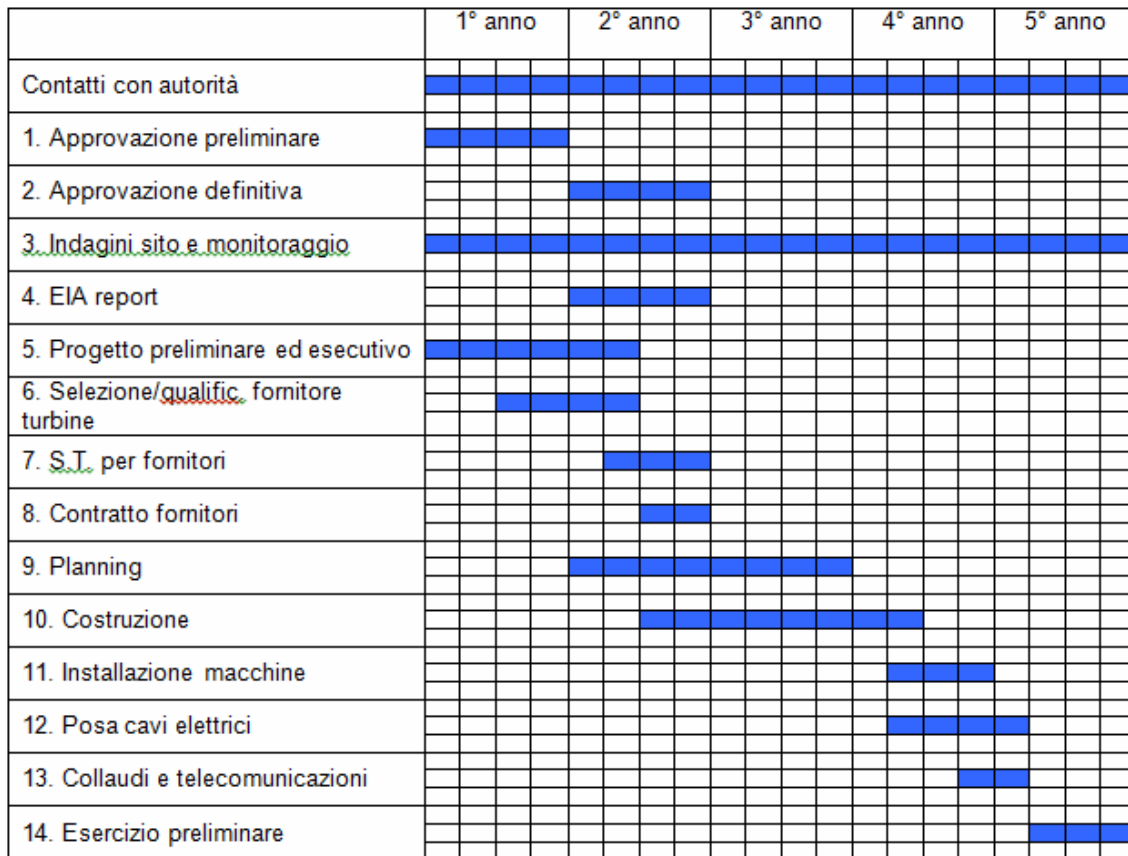 1° anno 2° anno 3° anno 4° anno 5° anno
Contatti con autorità
1. Approvazione preliminare
2. Approvazione definitiva
3. Indagini sito e monitoraggio
4. EIA report
5. Progetto preliminare ed esecutivo
6. Selezione/qualific. fornitore
turbine
7. S.T. per fornitori
8. Contratto fornitori
9. Planning
10. Costruzione
11. Installazione macchine
12. Posa cavi elettrici
13. Collaudi e telecomunicazioni
14. Esercizio preliminare